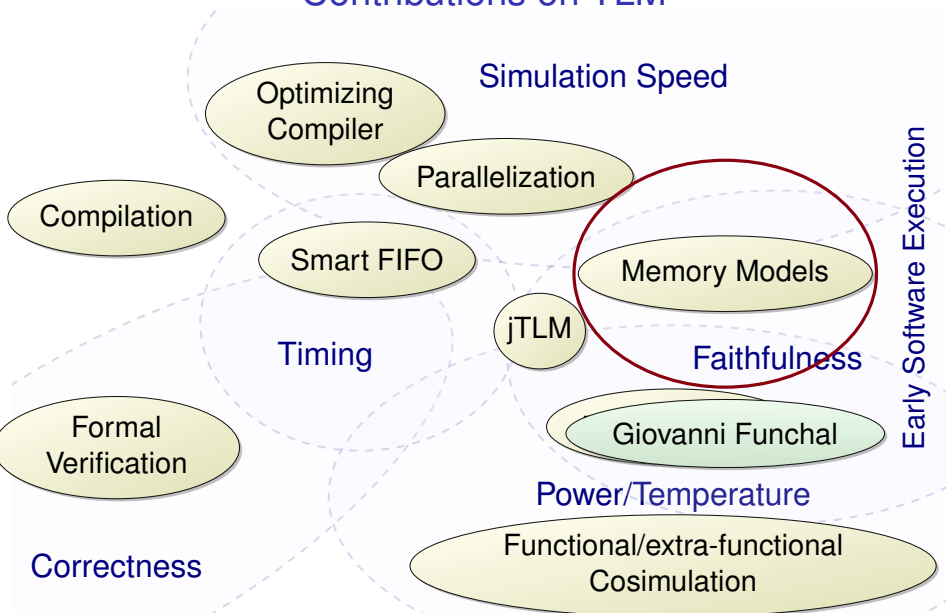 Contributions on TLM
Simulation Speed
Optimizing
Compiler
Parallelization
Compilation
Smart FIFO
Memory Models
jTLM
Timing
Faithfulness
Early Software Execution
Formal
Verification
Giovanni Funchal
Power/Temperature
Functional/extra-functional
Cosimulation
Correctness